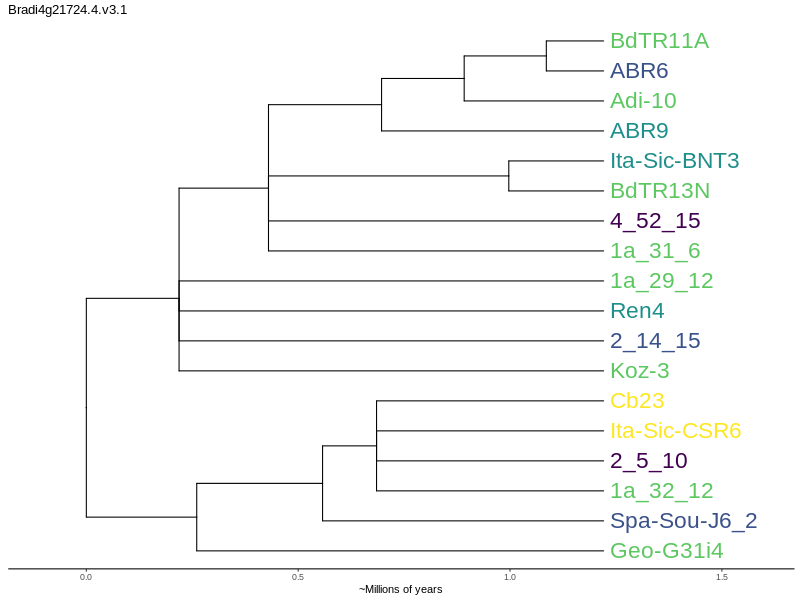 Bradi4g21724.4.v3.1
BdTR11A
ABR6
Adi-10
ABR9
Ita-Sic-BNT3
BdTR13N
4_52_15
1a_31_6
1a_29_12
Ren4
2_14_15
Koz-3
Cb23
Ita-Sic-CSR6
2_5_10
1a_32_12
Spa-Sou-J6_2
Geo-G31i4
0.0 0.5 1.0 1.5
~Millions of years